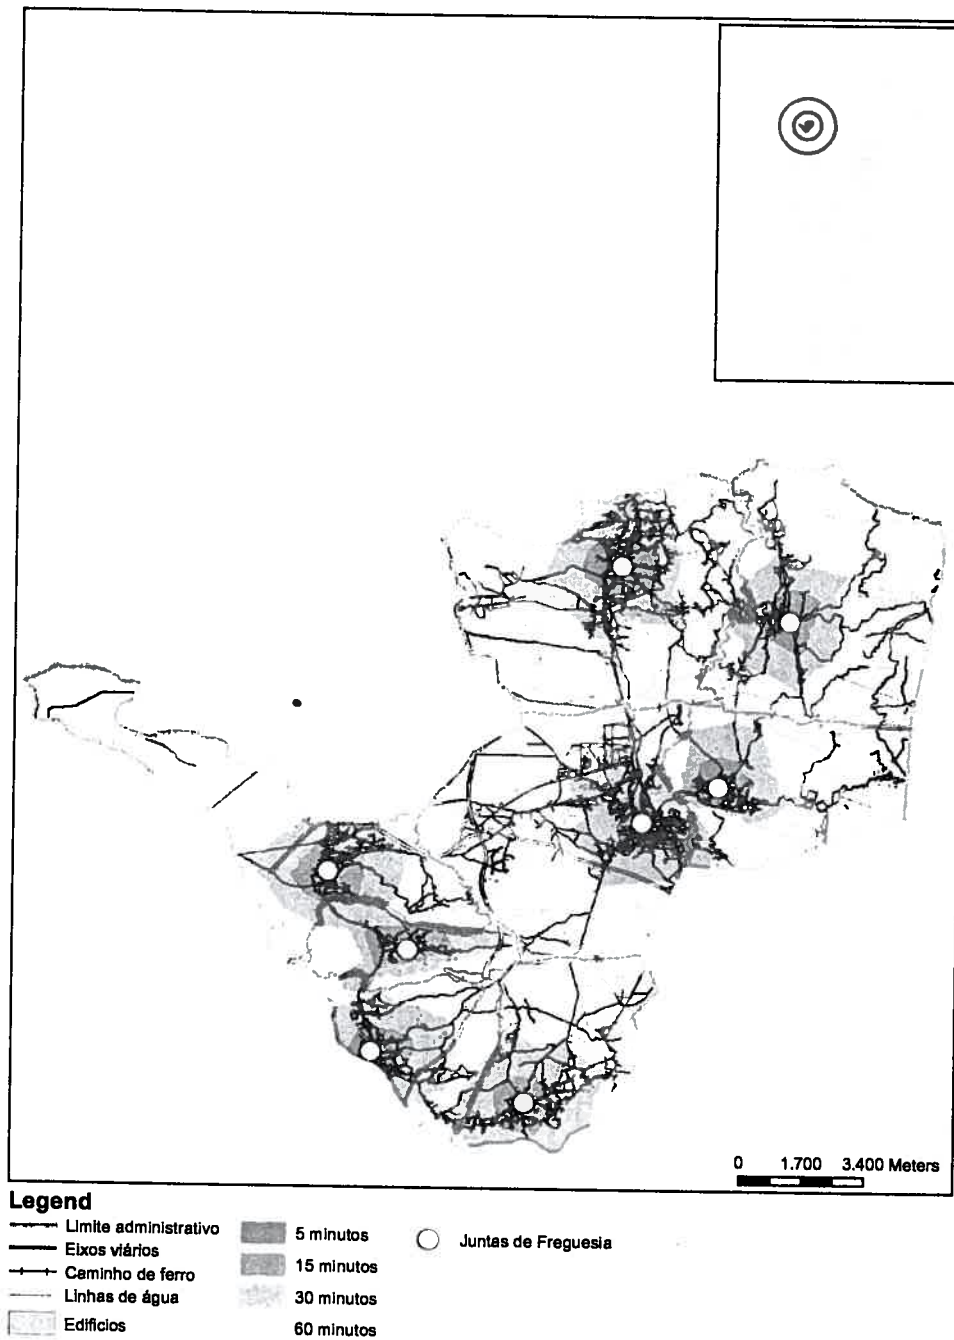 0 1.700 3.400 Meters
Legend
Limite administrativo
Eixos viários
Caminho de ferro
Linhas de água
Edificios
5 minutos
15 minutos
30 minutos
60 minutos
Juntas de Freguesia